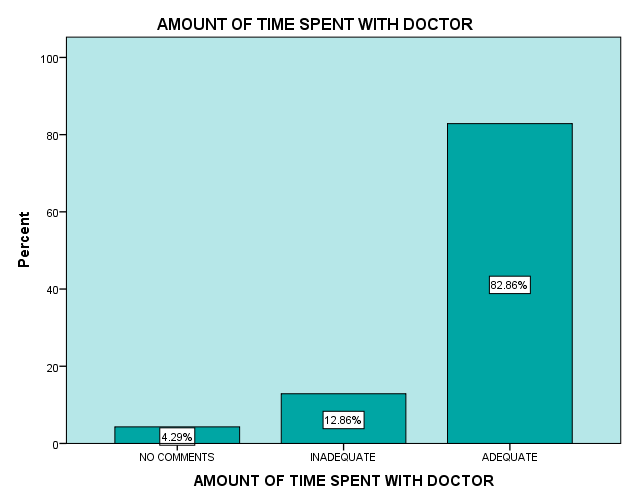 AMOUNT OF TIME SPENT WITH DOCTOR
100
80
60
40
20
0
Percent
4.29%
12.86%
82.86%
NO COMMENTS
INADEQUATE
ADEQUATE
AMOUNT OF TIME SPENT WITH DOCTOR